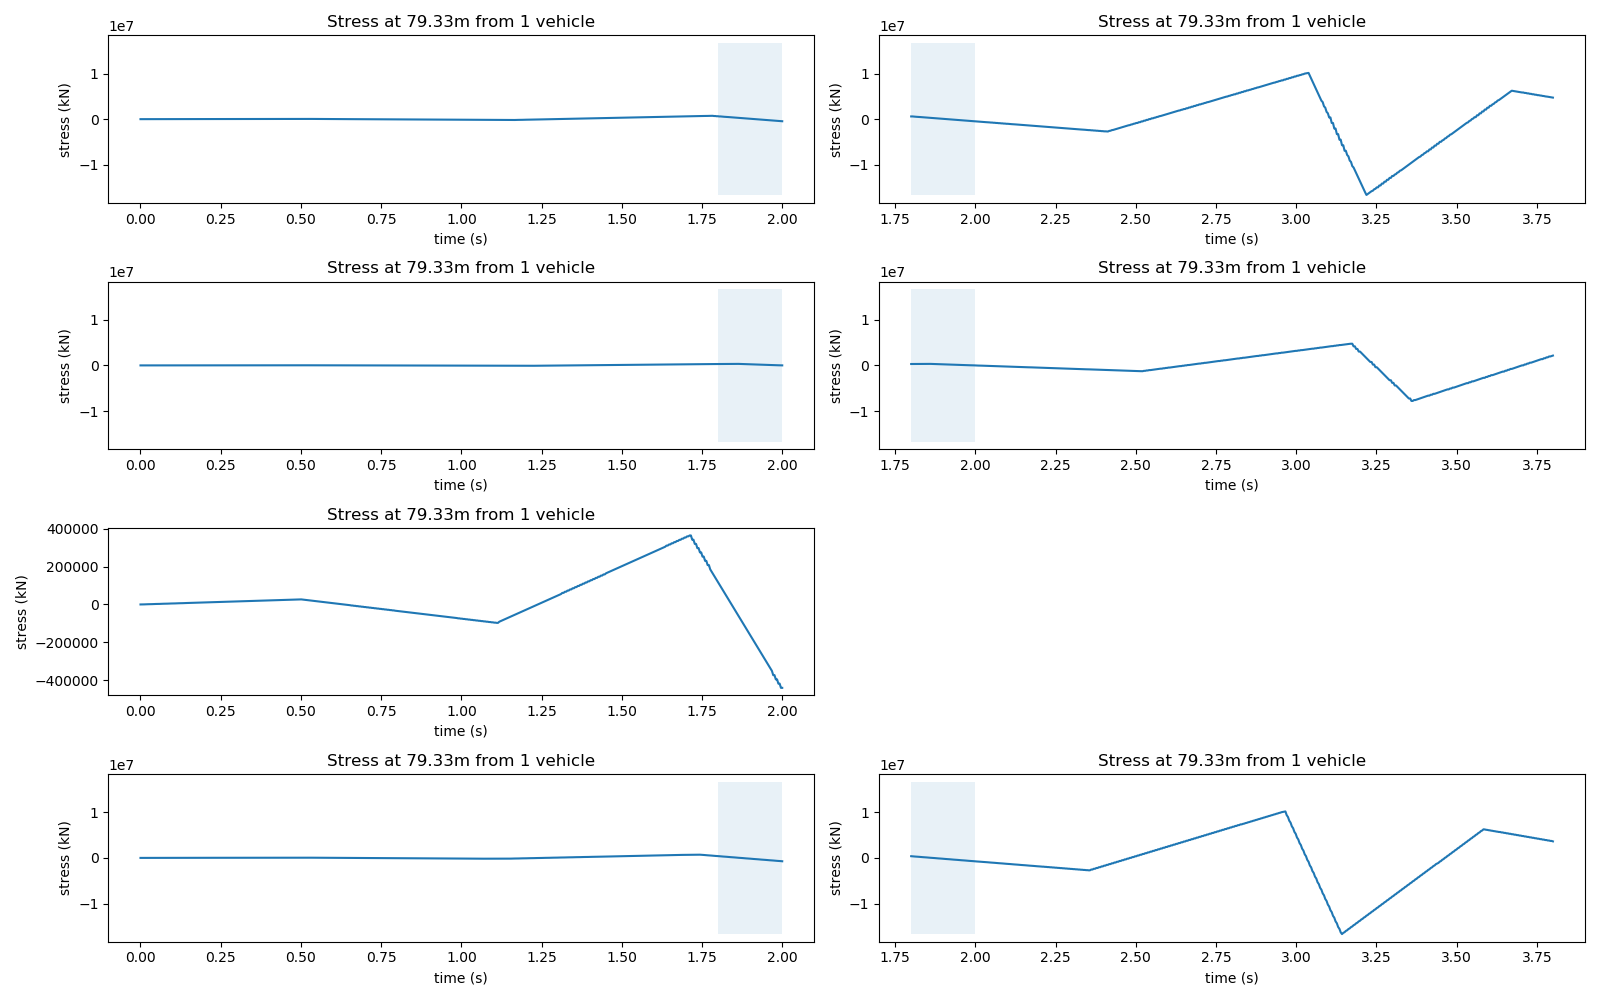 Stress at 79.33m from 1 vehicle
1e7
stress (kN)
1
0
−1
0.00 0.25 0.50 0.75 1.00 1.25 1.50 1.75 2.00
time (s)
Stress at 79.33m from 1 vehicle
1e7
stress (kN)
1
0
−1
1.75 2.00 2.25 2.50 2.75 3.00 3.25 3.50 3.75
time (s)
Stress at 79.33m from 1 vehicle
1e7
stress (kN)
1
0
−1
0.00 0.25 0.50 0.75 1.00 1.25 1.50 1.75 2.00
time (s)
Stress at 79.33m from 1 vehicle
1e7
stress (kN)
1
0
−1
1.75 2.00 2.25 2.50 2.75 3.00 3.25 3.50 3.75
time (s)
Stress at 79.33m from 1 vehicle
stress (kN)
400000
200000
0
−200000
−400000
0.00 0.25 0.50 0.75 1.00 1.25 1.50 1.75 2.00
time (s)
Stress at 79.33m from 1 vehicle
1e7
stress (kN)
1
0
−1
0.00 0.25 0.50 0.75 1.00 1.25 1.50 1.75 2.00
time (s)
Stress at 79.33m from 1 vehicle
1e7
stress (kN)
1
0
−1
1.75 2.00 2.25 2.50 2.75 3.00 3.25 3.50 3.75
time (s)